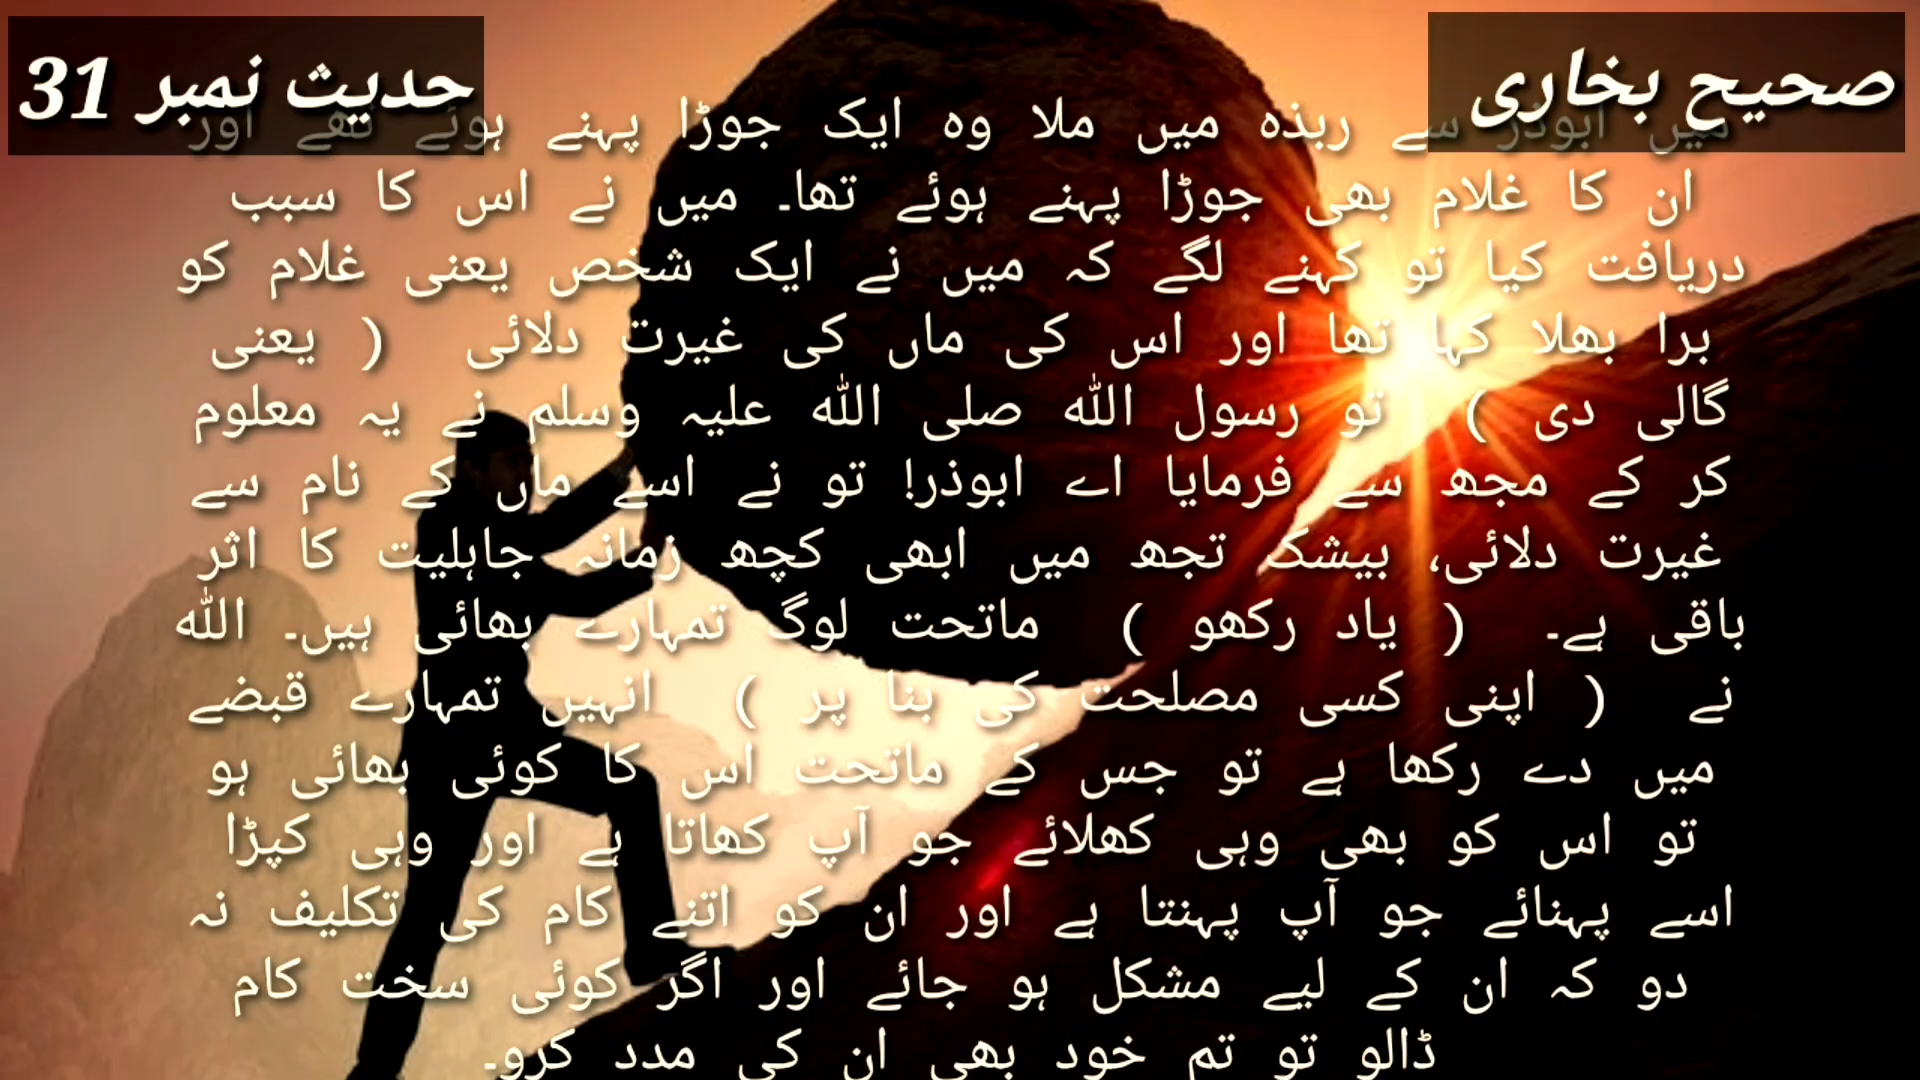 صحیح بخاری
حدیث نمبر 31
میں ابوذر سے ربذہ میں ملا وہ ایک جوڑا پہنے ہوئے تھے اور
ان کا غلام بھی جوڑا پہنے ہوئے تھا۔ میں نے اس کا سبب
دریافت کیا تو کہنے لگے کہ میں نے ایک شخص یعنی غلام کو
برا بھلا کہا تھا اور اس کی ماں کی غیرت دلائی ( یعنی
گالی دی ) تو رسول اللہ صلی اللہ علیہ وسلم نے یہ معلوم
کر کے مجھ سے فرمایا اے ابوذر! تو نے اسے ماں کے نام سے
غیرت دلائی، بیشک تجھ میں ابھی کچھ زمانہ جاہلیت کا اثر
باقی ہے۔ ( یاد رکھو ) ماتحت لوگ تمہارے بھائی ہیں۔ اللہ
نے ( اپنی کسی مصلحت کی بنا پر ) انہیں تمہارے قبضے
میں دے رکھا ہے تو جس کے ماتحت اس کا کوئی بھائی ہو
تو اس کو بھی وہی کھلائے جو آپ کھاتا ہے اور وہی کپڑا
اسے پہنائے جو آپ پہنتا ہے اور ان کو اتنے کام کی تکلیف نہ
دو کہ ان کے لیے مشکل ہو جائے اور اگر کوئی سخت کام
ڈالو تو تم خود بھی ان کی مدد کرو۔